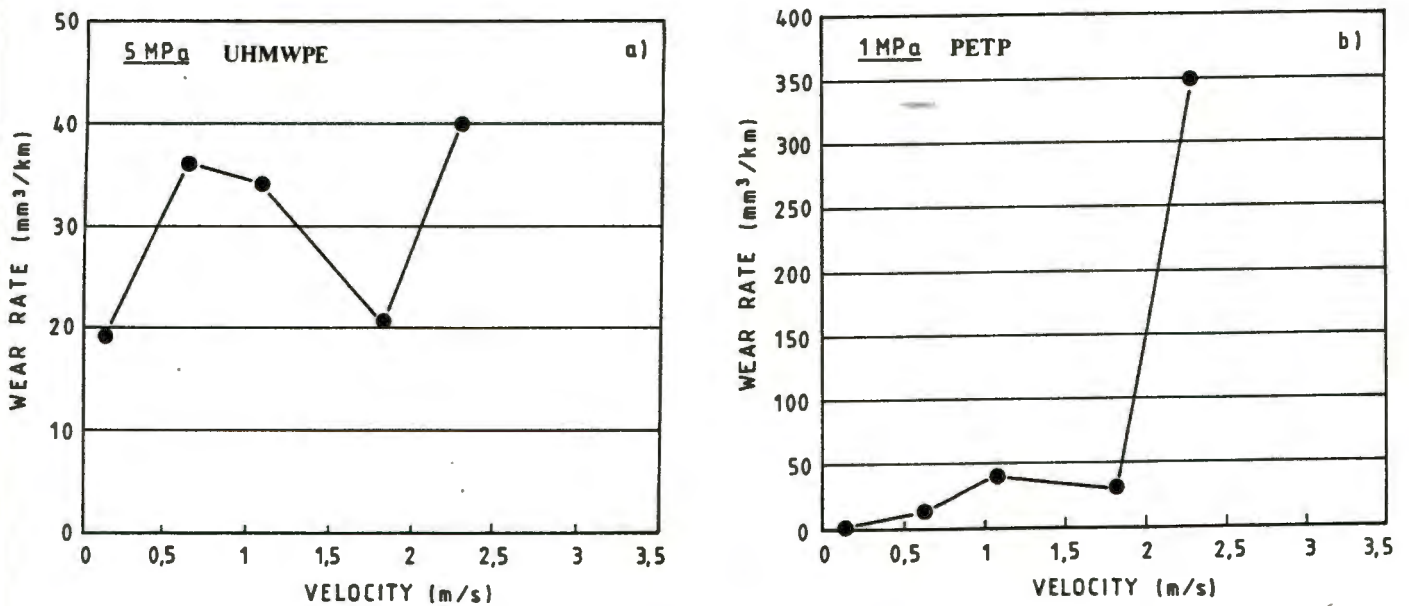 5 MPa UHMWPE a)
50
40
30
20
10
0
WEAR RATE (mm³/km)
0 0,5 1 1,5 2 2,5 3 3,5
VELOCITY (m/s)
1 MPa PETP b)
400
350
300
250
200
150
100
50
0
WEAR RATE (mm³/km)
0 0,5 1 1,5 2 2,5 3 3,5
VELOCITY (m/s)